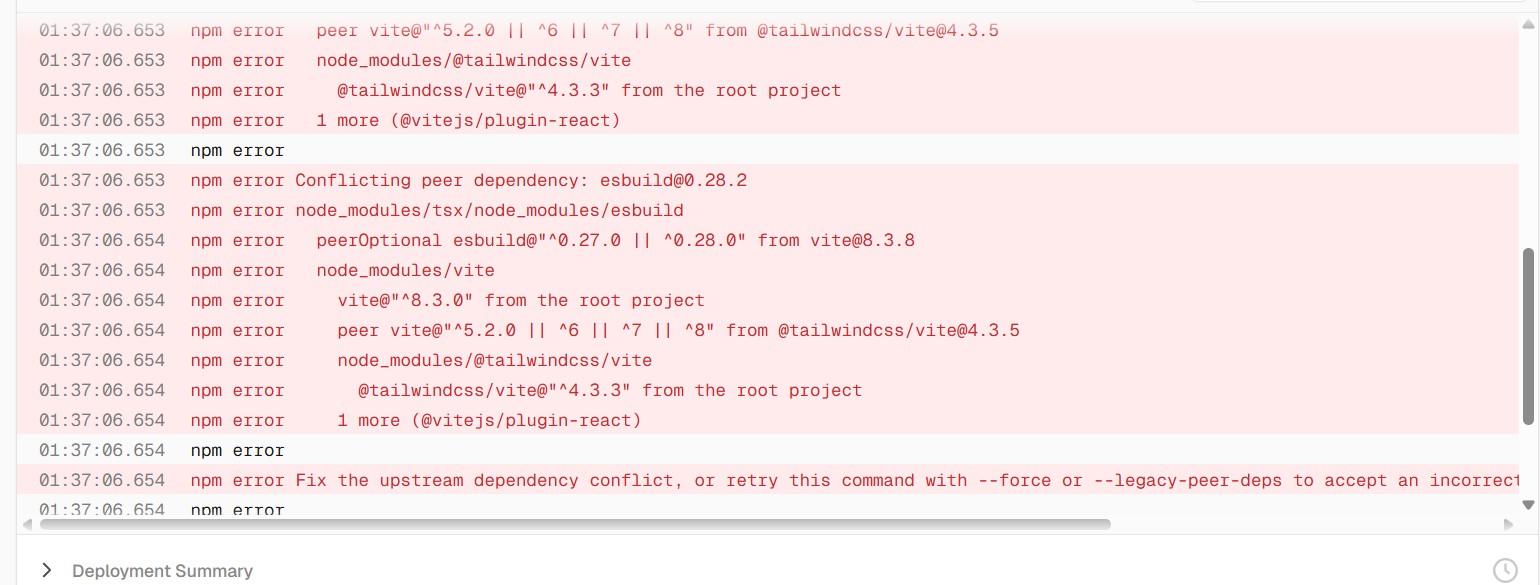 01:37:06.653 npm error   peer vite@"^5.2.0 || ^6 || ^7 || ^8" from @tailwindcss/vite@4.3.5
01:37:06.653 npm error   node_modules/@tailwindcss/vite
01:37:06.653 npm error     @tailwindcss/vite@"^4.3.3" from the root project
01:37:06.653 npm error   1 more (@vitejs/plugin-react)
01:37:06.653 npm error
01:37:06.653 npm error Conflicting peer dependency: esbuild@0.28.2
01:37:06.653 npm error node_modules/tsx/node_modules/esbuild
01:37:06.654 npm error   peerOptional esbuild@"^0.27.0 || ^0.28.0" from vite@8.3.8
01:37:06.654 npm error   node_modules/vite
01:37:06.654 npm error     vite@"^8.3.0" from the root project
01:37:06.654 npm error     peer vite@"^5.2.0 || ^6 || ^7 || ^8" from @tailwindcss/vite@4.3.5
01:37:06.654 npm error     node_modules/@tailwindcss/vite
01:37:06.654 npm error       @tailwindcss/vite@"^4.3.3" from the root project
01:37:06.654 npm error     1 more (@vitejs/plugin-react)
01:37:06.654 npm error
01:37:06.654 npm error Fix the upstream dependency conflict, or retry this command with --force or --legacy-peer-deps to accept an incorrect
01:37:06.654 npm error
Deployment Summary